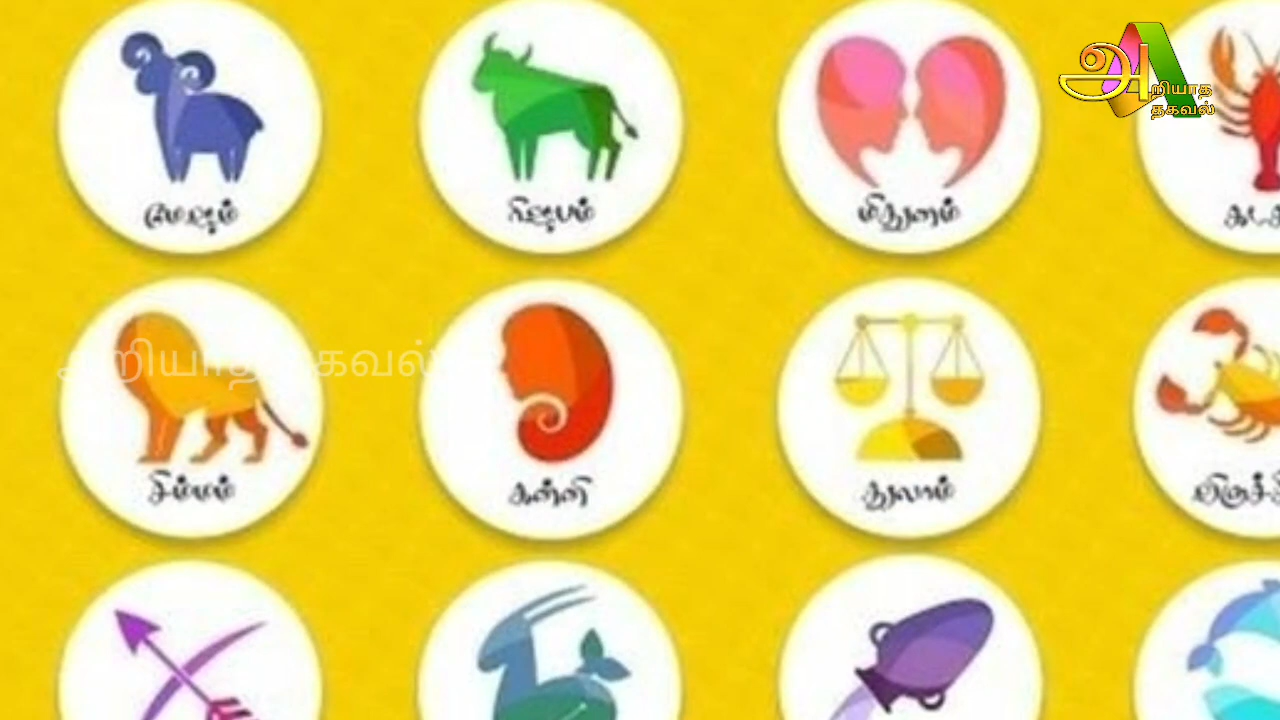 அறியாத
தகவல்
மேஷம்
ரிஷபம்
மிதுனம்
அறியாத தகவல்
சிம்மம்
கன்னி
துலாம்